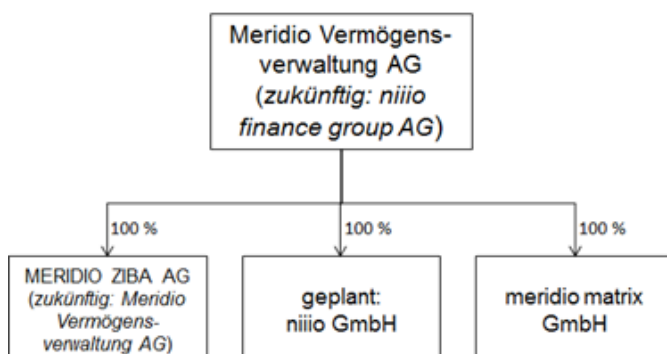 Meridio Vermögens-
verwaltung AG
(zukünftig: niiio
finance group AG)
100 %
100 %
100 %
MERIDIO ZIBA AG
(zukünftig: Meridio
Vermögens-
verwaltung AG)
geplant:
niiio GmbH
meridio matrix
GmbH